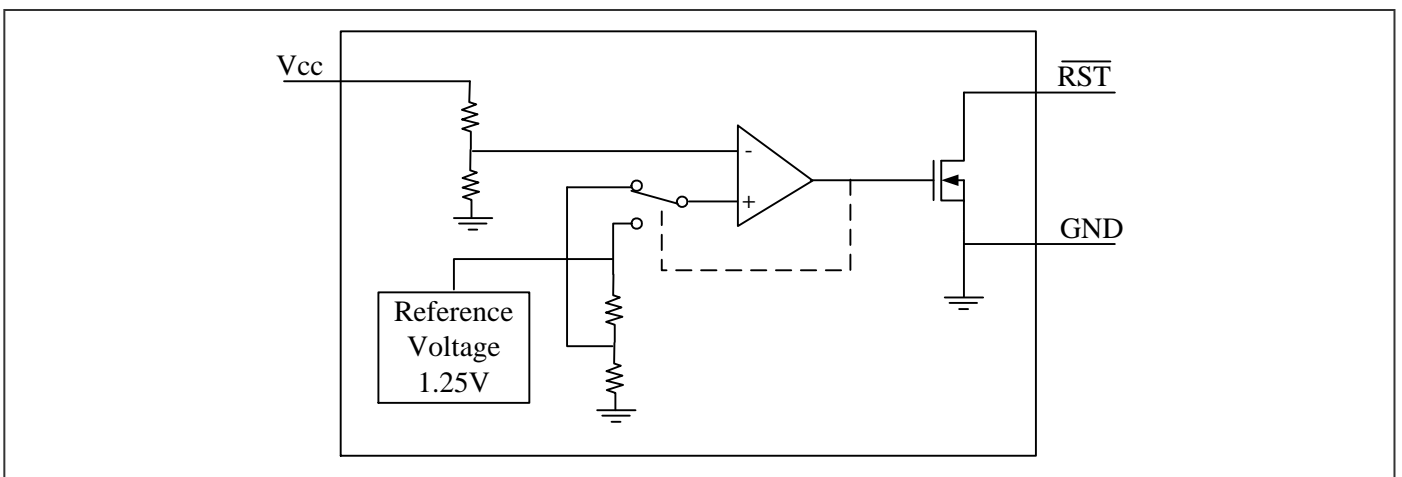 Vcc
RST
-
+
GND
Reference
Voltage
1.25V